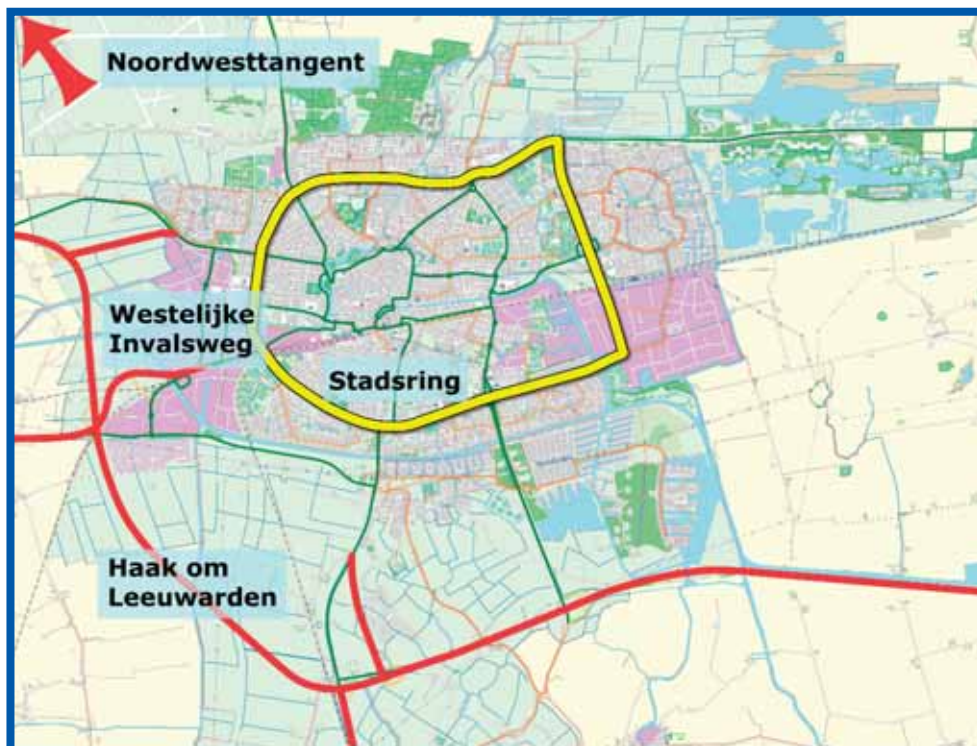 Noordwesttangent
Westelijke
Invalsweg
Stadsring
Haak om
Leeuwarden